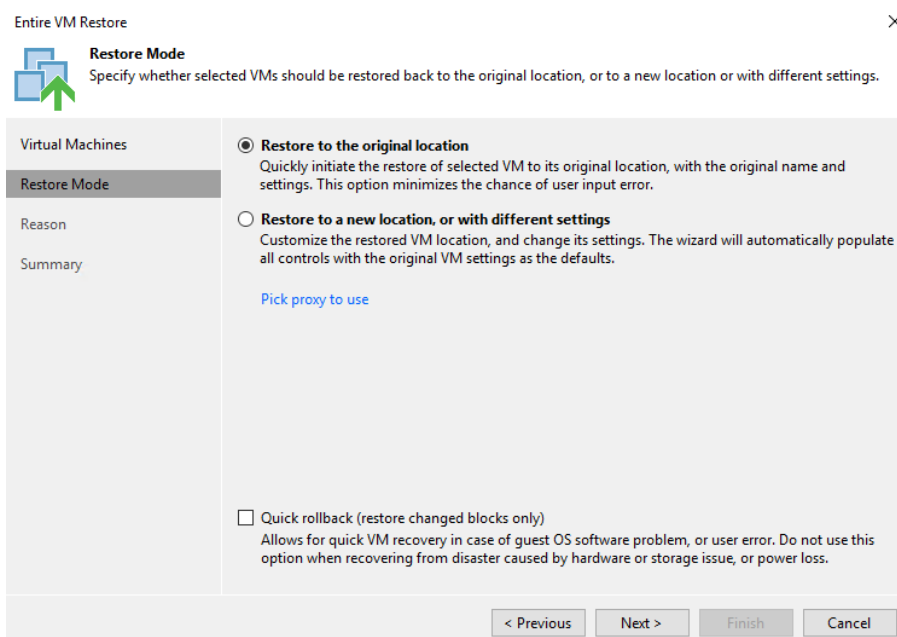 Entire VM Restore
Restore Mode
Specify whether selected VMs should be restored back to the original location, or to a new location or with different settings.
Virtual Machines
Restore Mode
Reason
Summary
Restore to the original location
Quickly initiate the restore of selected VM to its original location, with the original name and
settings. This option minimizes the chance of user input error.
Restore to a new location, or with different settings
Customize the restored VM location, and change its settings. The wizard will automatically populate
all controls with the original VM settings as the defaults.
Pick proxy to use
Quick rollback (restore changed blocks only)
Allows for quick VM recovery in case of guest OS software problem, or user error. Do not use this
option when recovering from disaster caused by hardware or storage issue, or power loss.
< Previous
Next >
Finish
Cancel